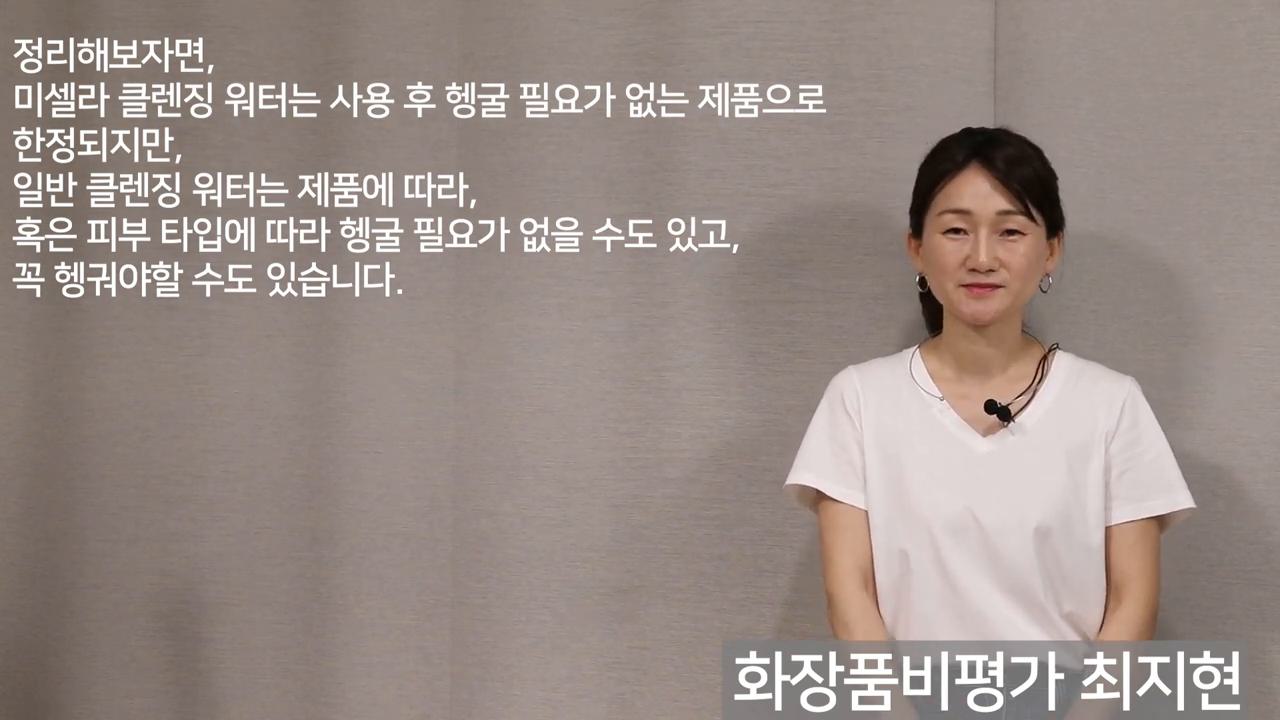 정리해보자면,
미셀라 클렌징 워터는 사용 후 헹굴 필요가 없는 제품으로
한정되지만,
일반 클렌징 워터는 제품에 따라,
혹은 피부 타입에 따라 헹굴 필요가 없을 수도 있고,
꼭 헹궈야할 수도 있습니다.
화장품비평가 최지현